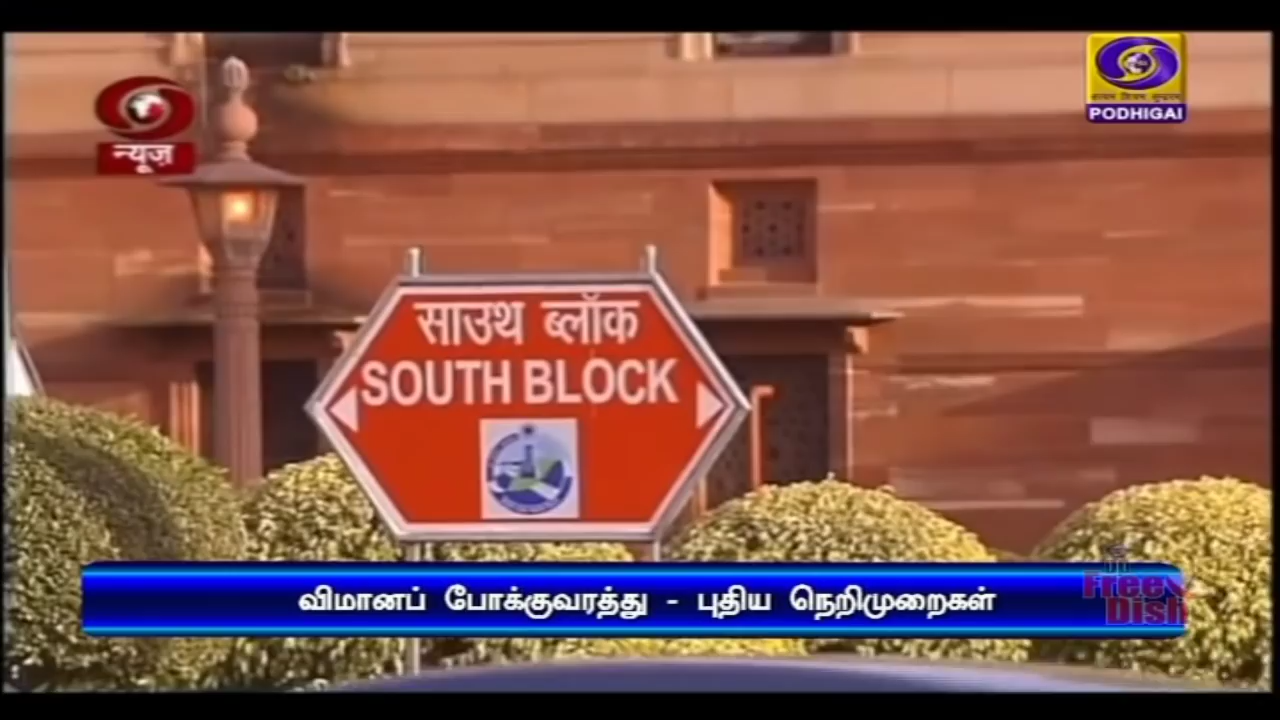 न्यूज़
PODHIGAI
साउथ ब्लॉक
SOUTH BLOCK
விமானப் போக்குவரத்து - புதிய நெறிமுறைகள்
Free
Dish